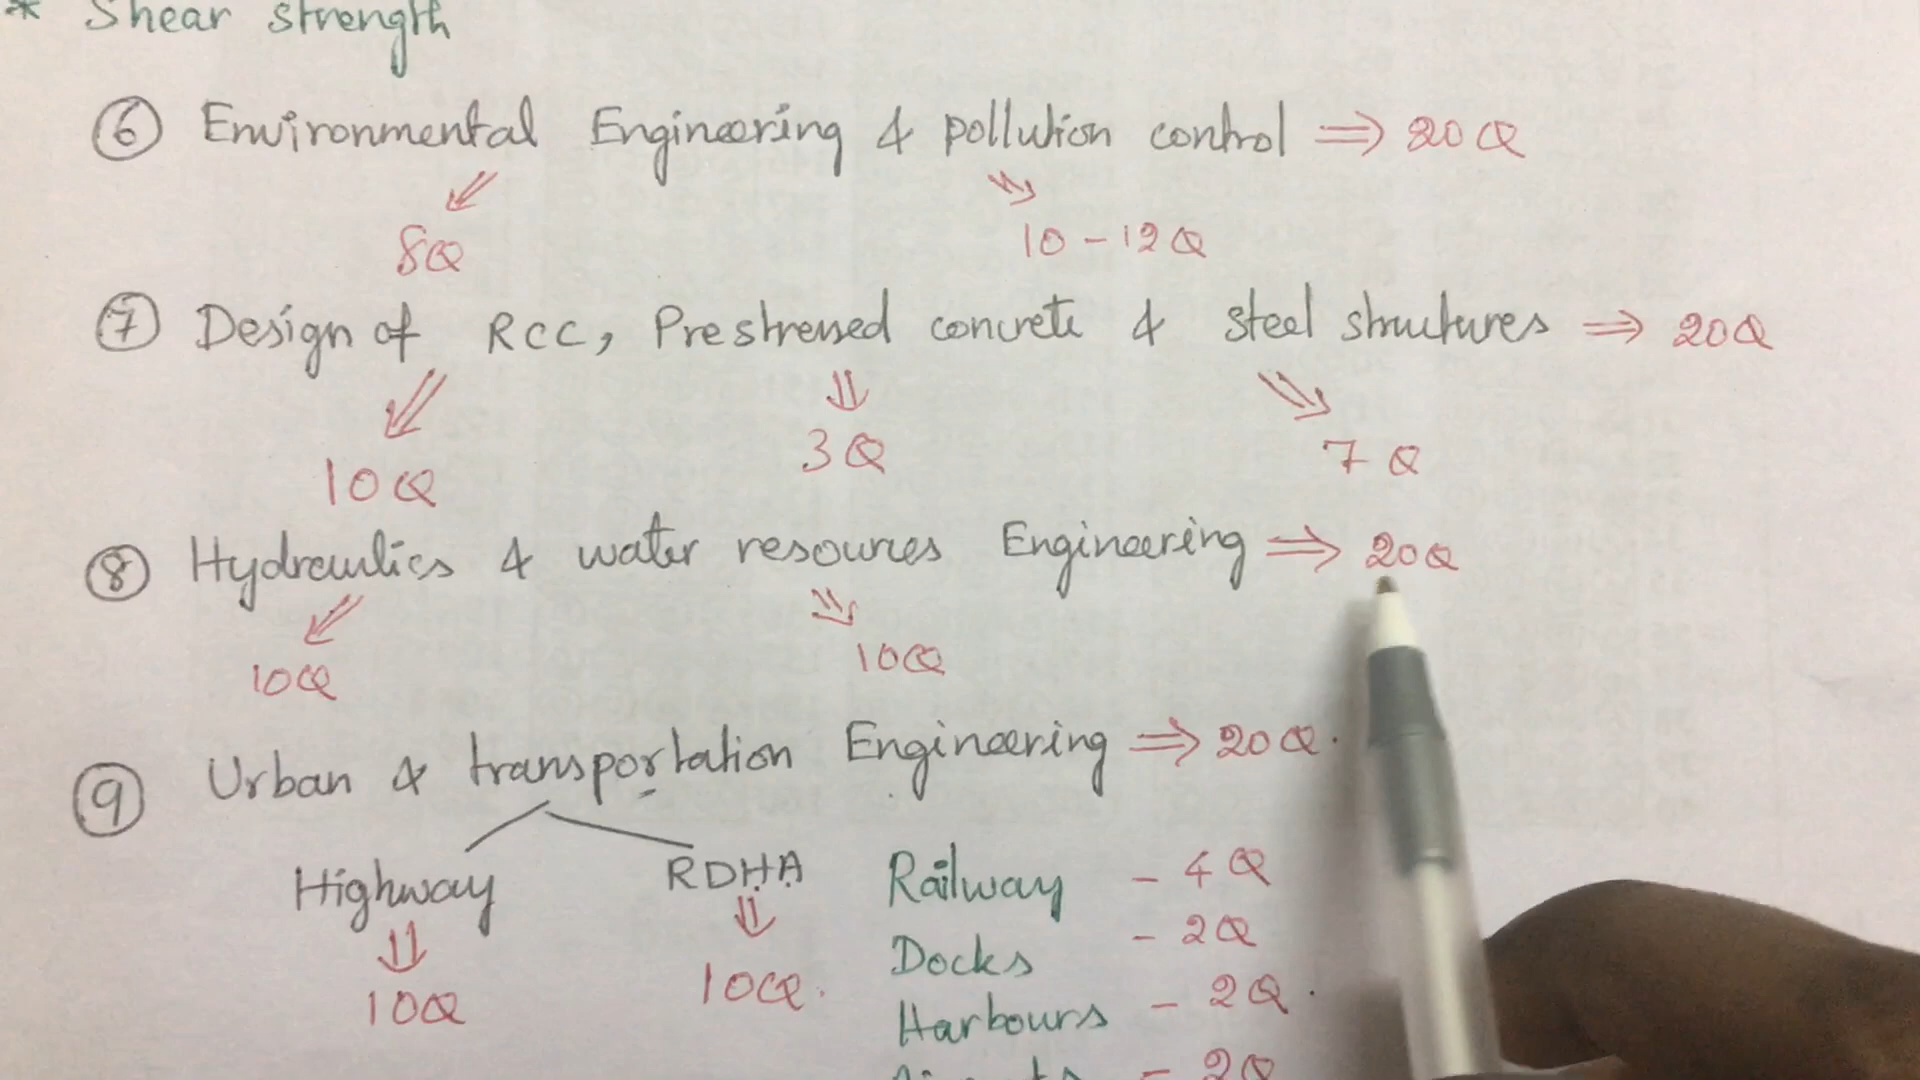 * Shear strength
⑥ Environmental Engineering & pollution control ⇒ 20Q
8Q 10-12Q
⑦ Design of RCC, Prestressed concrete & steel structures ⇒ 20Q
10Q 3Q 7Q
⑧ Hydraulics & water resources Engineering ⇒ 20Q
10Q 10Q
⑨ Urban & transportation Engineering ⇒ 20Q.
Highway RDHA Railway - 4Q
10Q 10Q. Docks - 2Q
Harbours - 2Q.
- 2Q